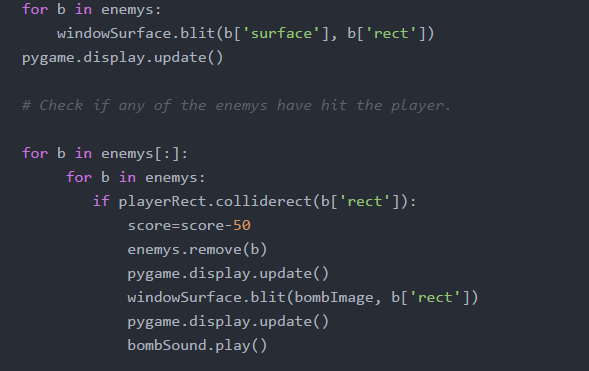 for b in enemys:
    windowSurface.blit(b['surface'], b['rect'])
pygame.display.update()
# Check if any of the enemys have hit the player.
for b in enemys[:]:
     for b in enemys:
        if playerRect.colliderect(b['rect']):
            score=score-50
            enemys.remove(b)
            pygame.display.update()
            windowSurface.blit(bombImage, b['rect'])
            pygame.display.update()
            bombSound.play()